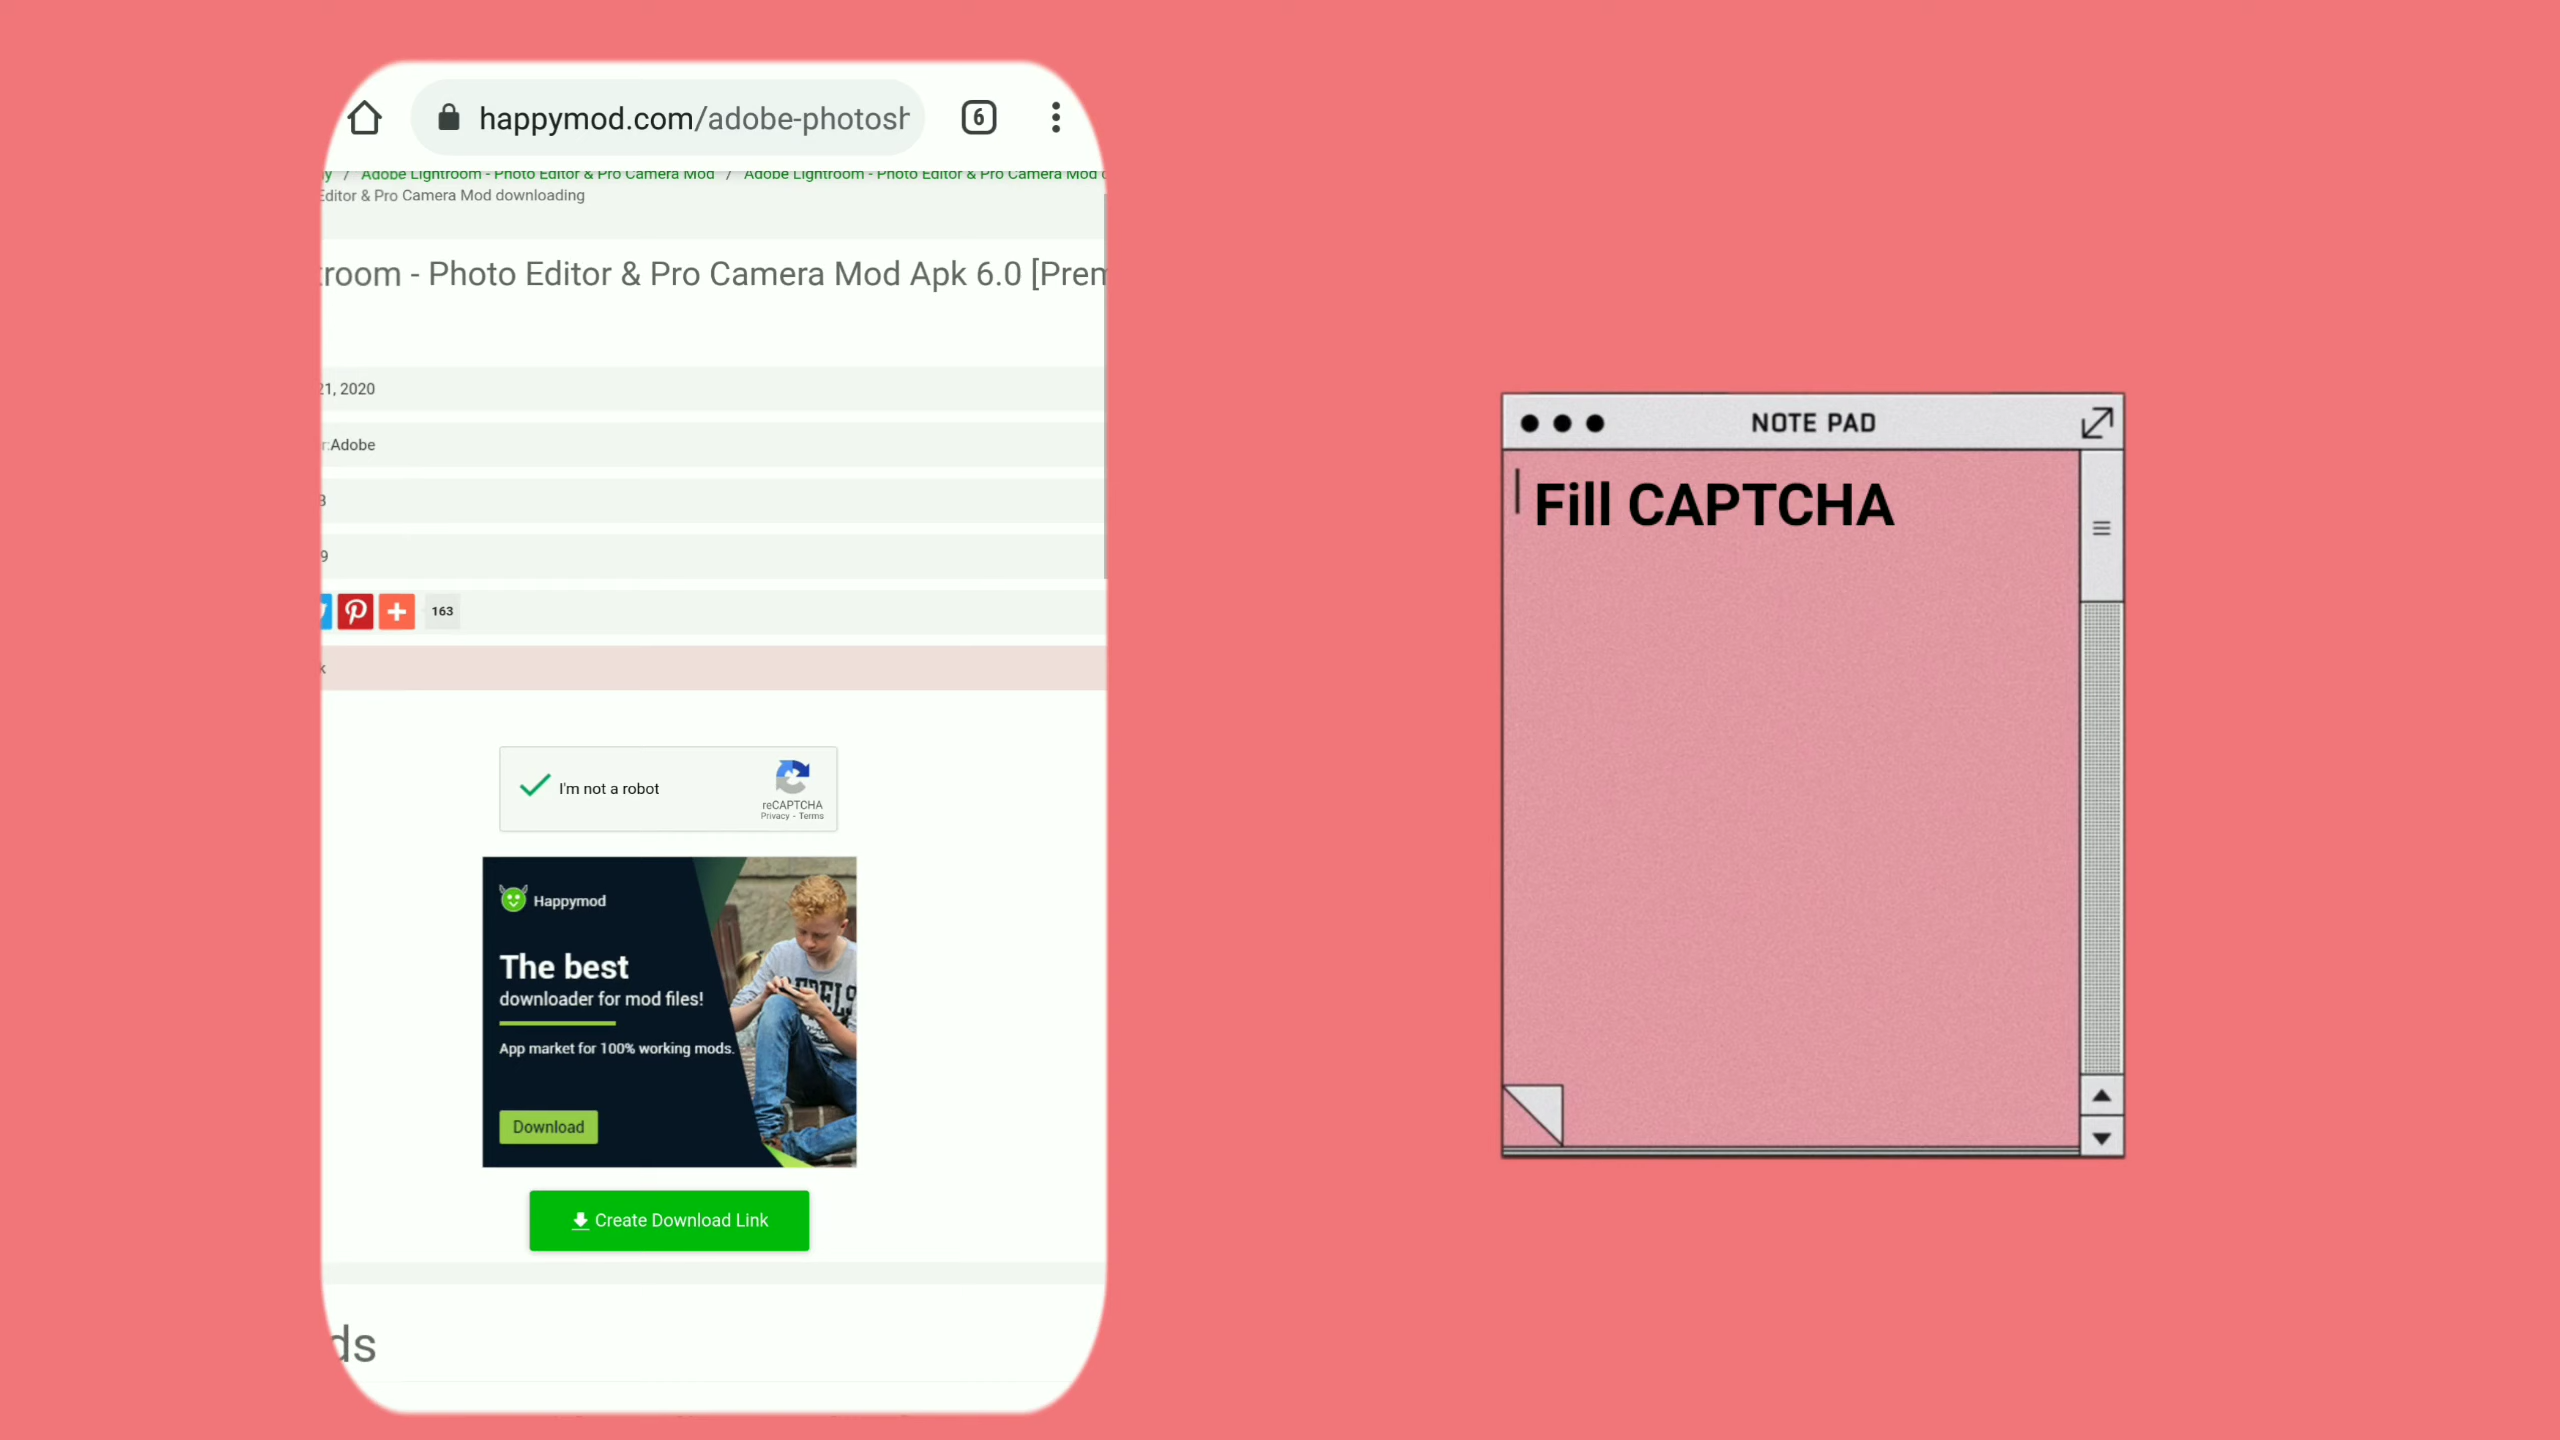 happymod.com/adobe-photosh
y / Adobe Lightroom - Photo Editor & Pro Camera Mod / Adobe Lightroom - Photo Editor & Pro Camera Mod
Editor & Pro Camera Mod downloading
6
room - Photo Editor & Pro Camera Mod Apk 6.0 [Prem
21, 2020
r:Adobe
9
163
k
I'm not a robot
reCAPTCHA
Privacy - Terms
Happymod
The best
downloader for mod files!
App market for 100% working mods.
Download
Create Download Link
ds
NOTE PAD
Fill CAPTCHA